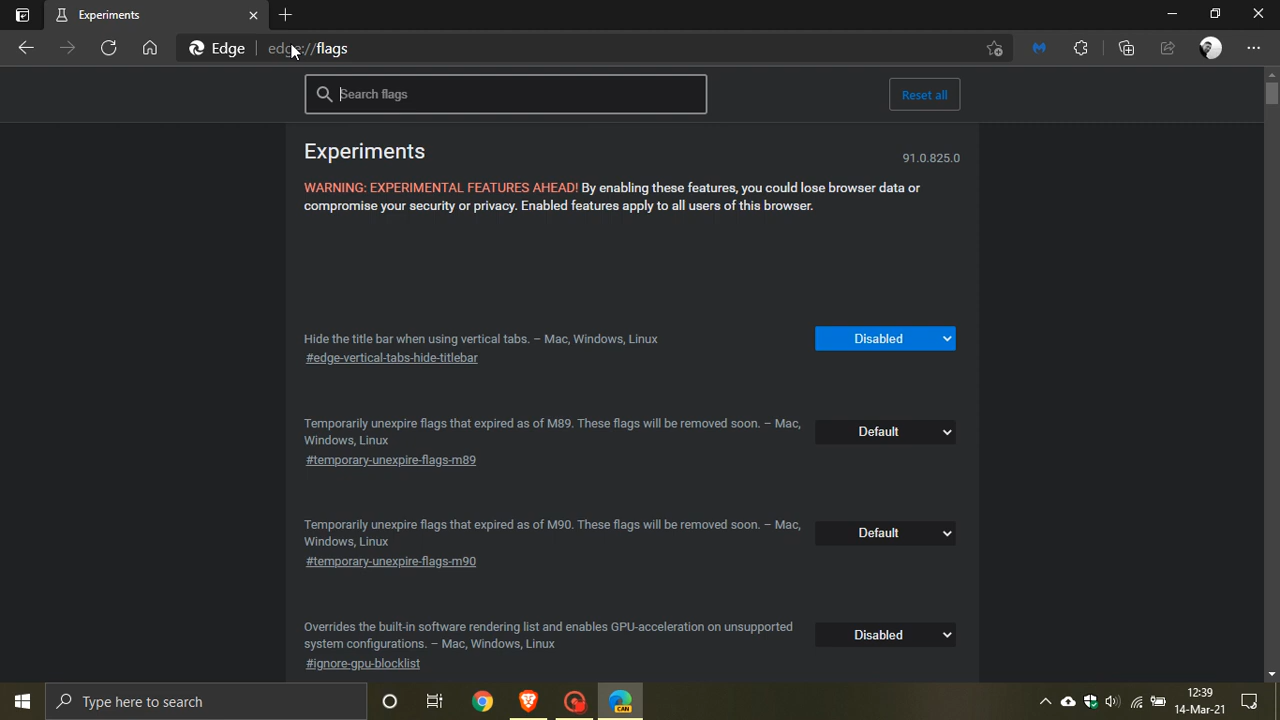 Experiments
Edge
edge://flags
Search flags
Reset all
Experiments
91.0.825.0
WARNING: EXPERIMENTAL FEATURES AHEAD! By enabling these features, you could lose browser data or
compromise your security or privacy. Enabled features apply to all users of this browser.
Hide the title bar when using vertical tabs. – Mac, Windows, Linux
Disabled
#edge-vertical-tabs-hide-titlebar
Temporarily unexpire flags that expired as of M89. These flags will be removed soon. – Mac,
Windows, Linux
Default
#temporary-unexpire-flags-m89
Temporarily unexpire flags that expired as of M90. These flags will be removed soon. – Mac,
Windows, Linux
Default
#temporary-unexpire-flags-m90
Overrides the built-in software rendering list and enables GPU-acceleration on unsupported
system configurations. – Mac, Windows, Linux
Disabled
#ignore-gpu-blocklist
Type here to search
CAN
12:39
14-Mar-21